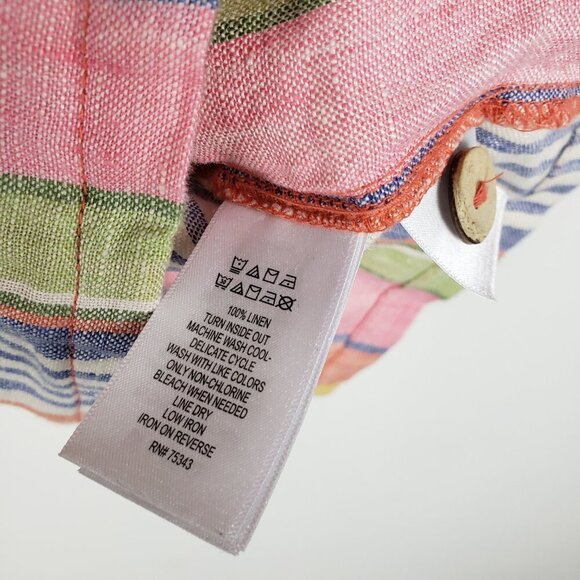 100% LINEN
TURN INSIDE OUT
MACHINE WASH COOL-
DELICATE CYCLE
WASH WITH LIKE COLORS
ONLY NON-CHLORINE
BLEACH WHEN NEEDED
LINE DRY
LOW IRON
IRON ON REVERSE
RN# 75343